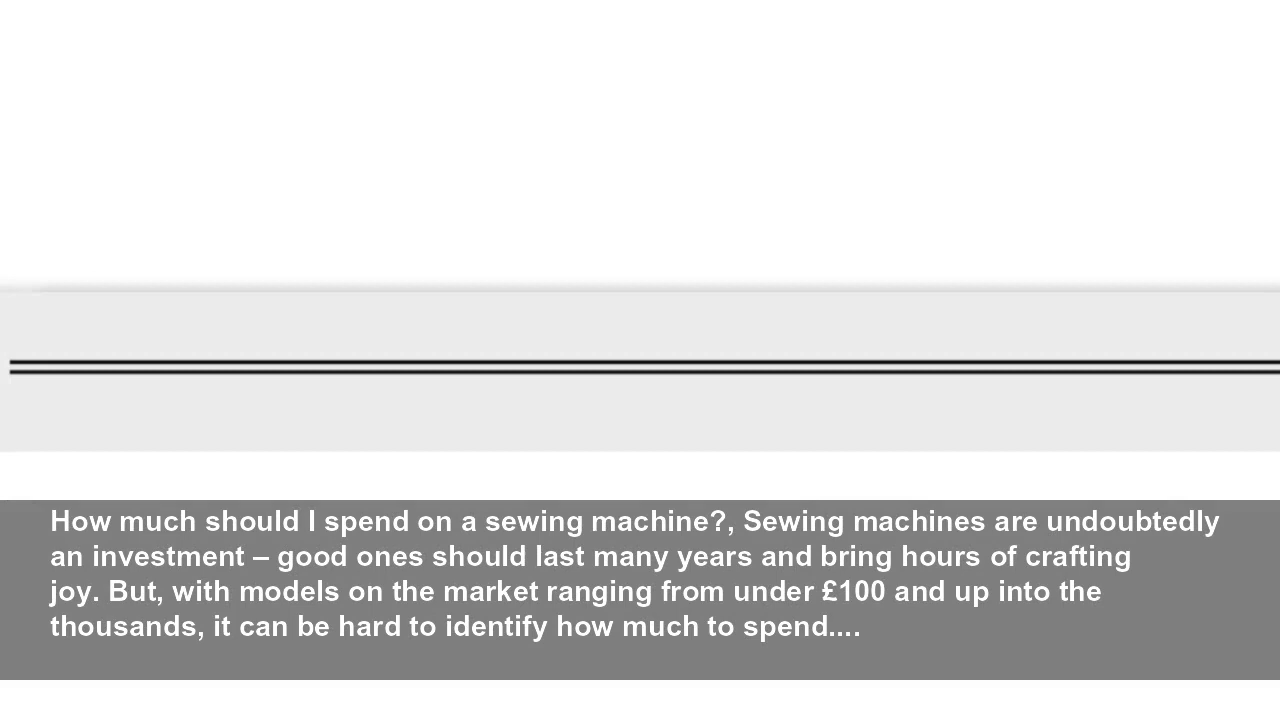 How much should I spend on a sewing machine?, Sewing machines are undoubtedly
an investment – good ones should last many years and bring hours of crafting
joy. But, with models on the market ranging from under £100 and up into the
thousands, it can be hard to identify how much to spend....